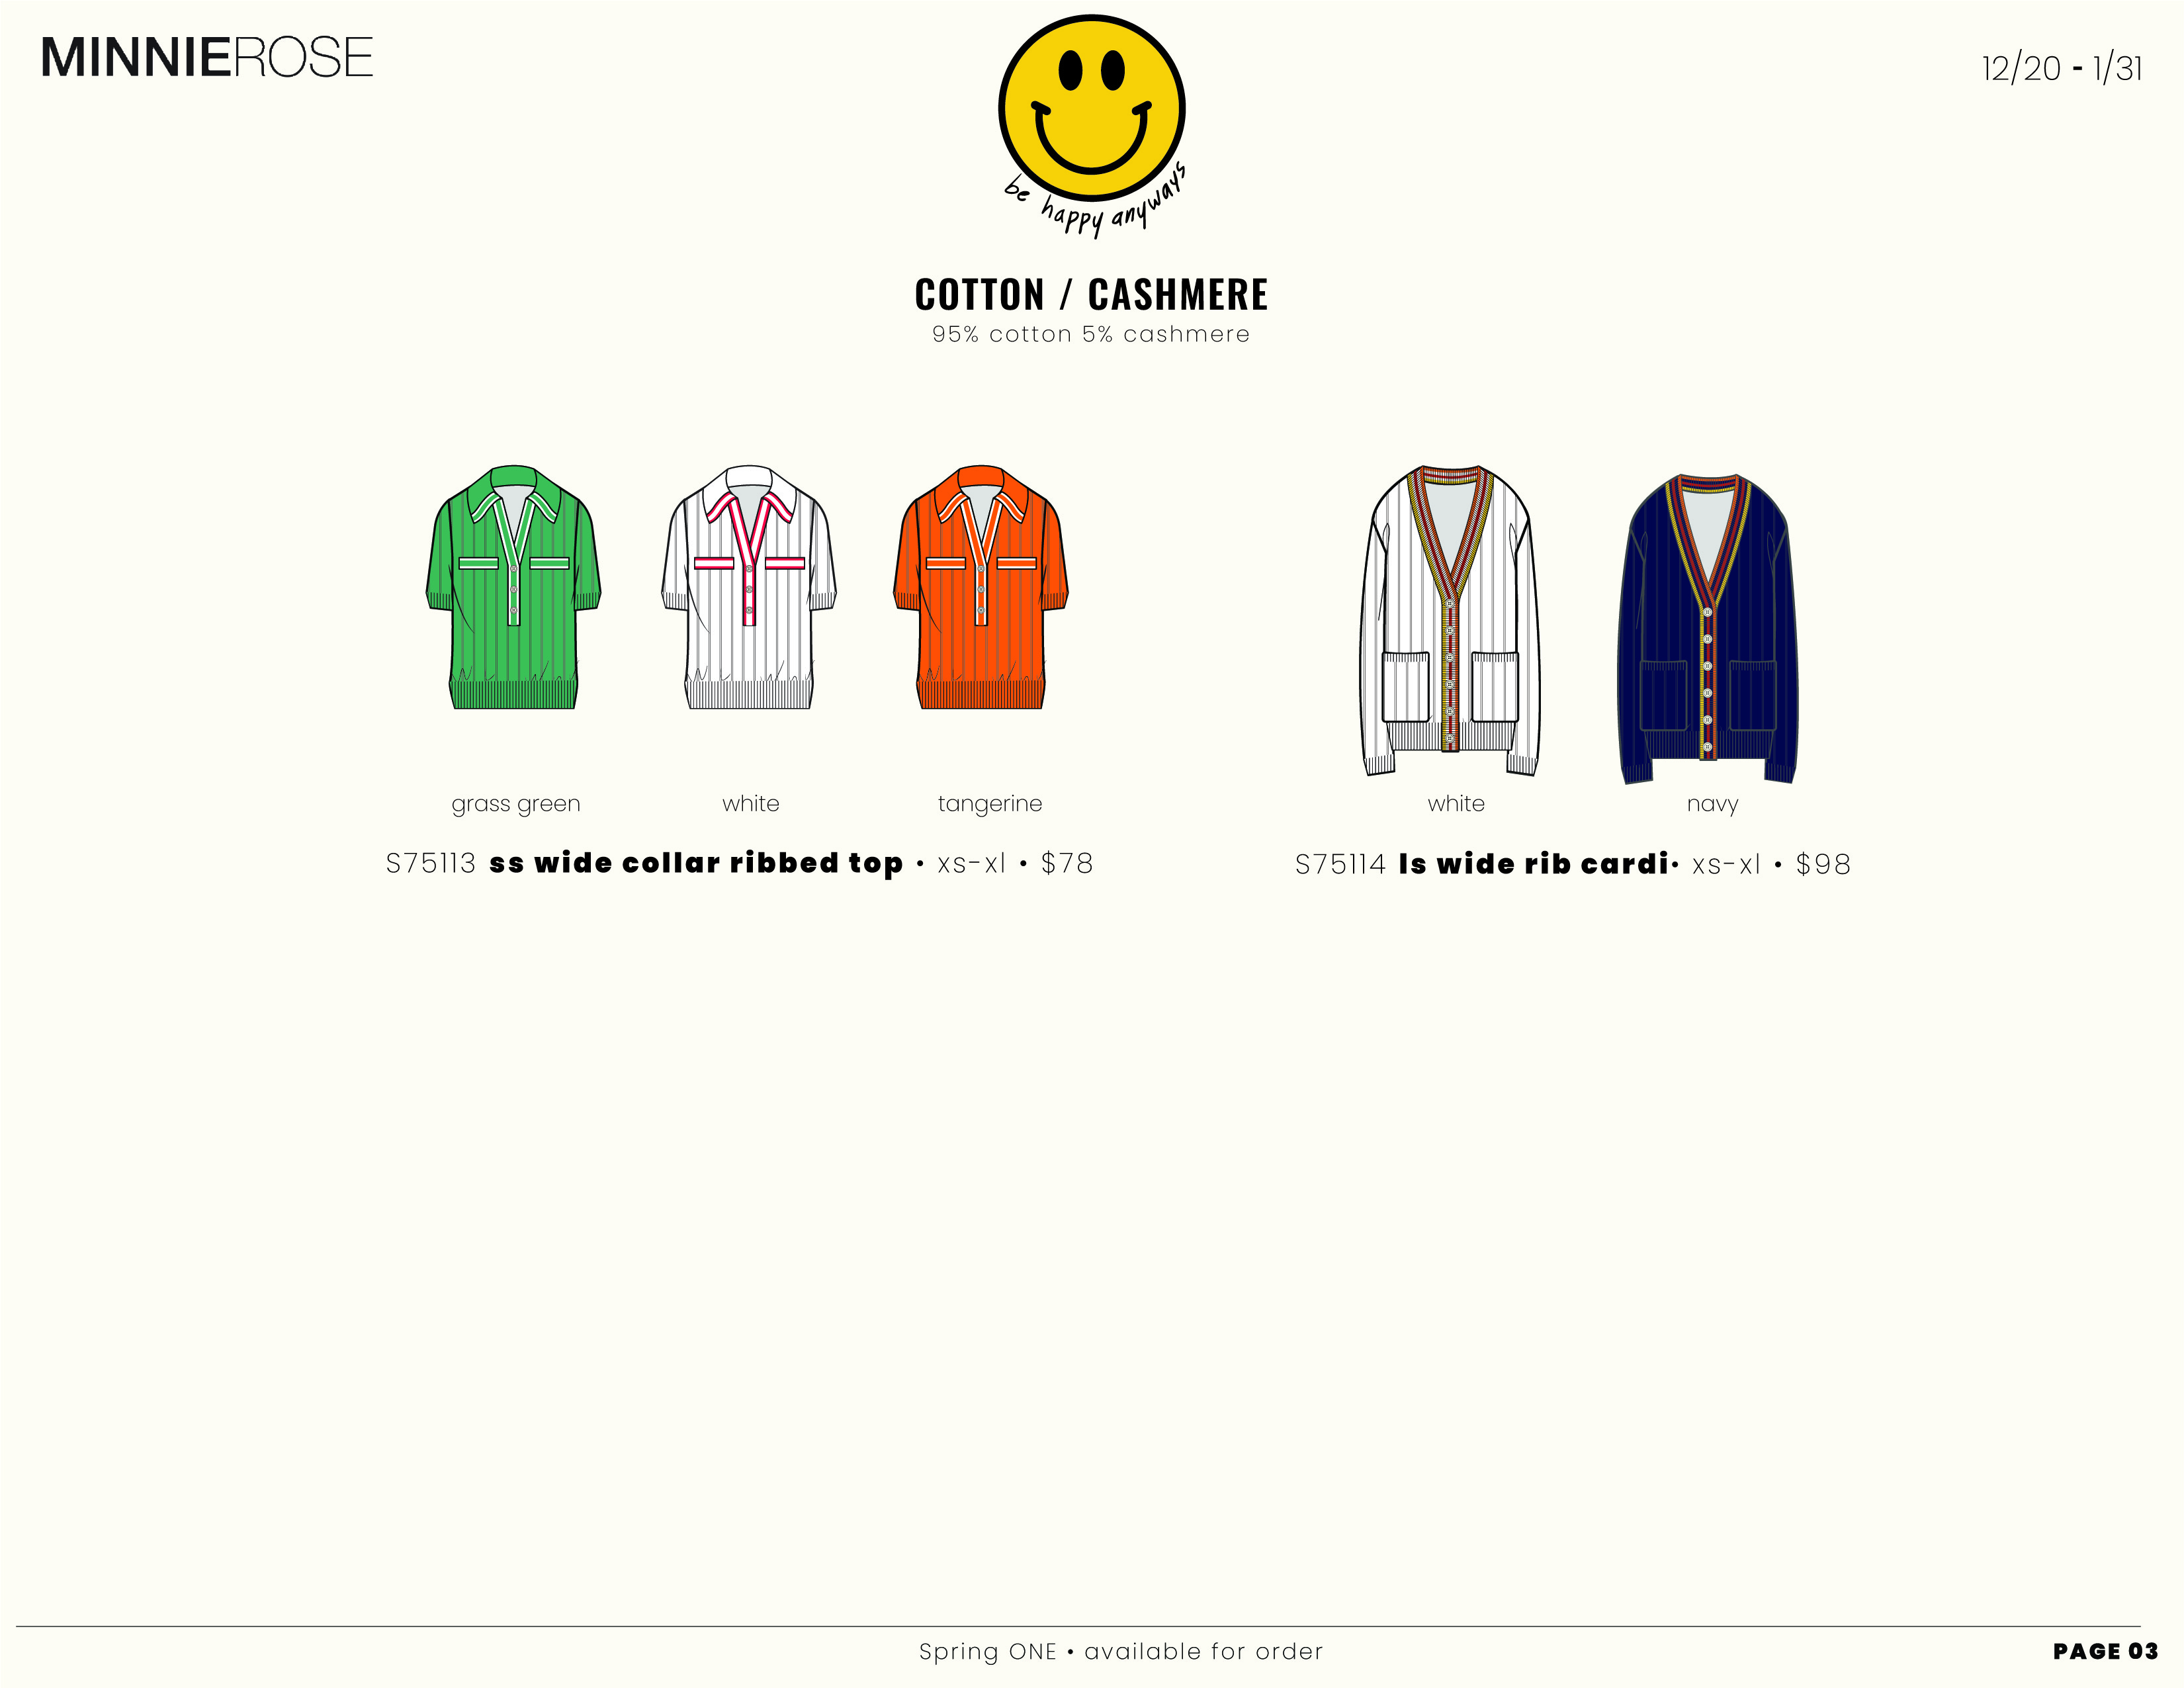 MINNIEROSE
12/20 - 1/31
be happy anyways
COTTON / CASHMERE
95% cotton 5% cashmere
grass green
white
tangerine
S75113 ss wide collar ribbed top • xs-xl • $78
white
navy
S75114 ls wide rib cardi• xs-xl • $98
Spring ONE • available for order
PAGE 03